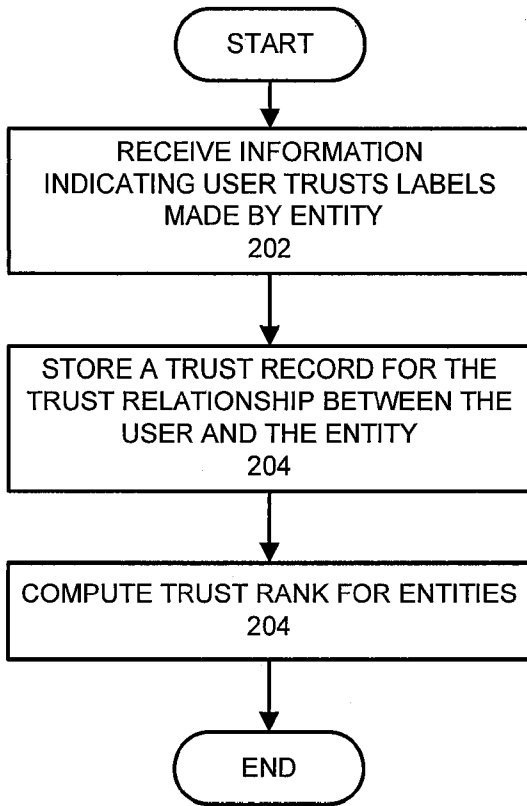 START
RECEIVE INFORMATION
INDICATING USER TRUSTS LABELS
MADE BY ENTITY
202
STORE A TRUST RECORD FOR THE
TRUST RELATIONSHIP BETWEEN THE
USER AND THE ENTITY
204
COMPUTE TRUST RANK FOR ENTITIES
204
END